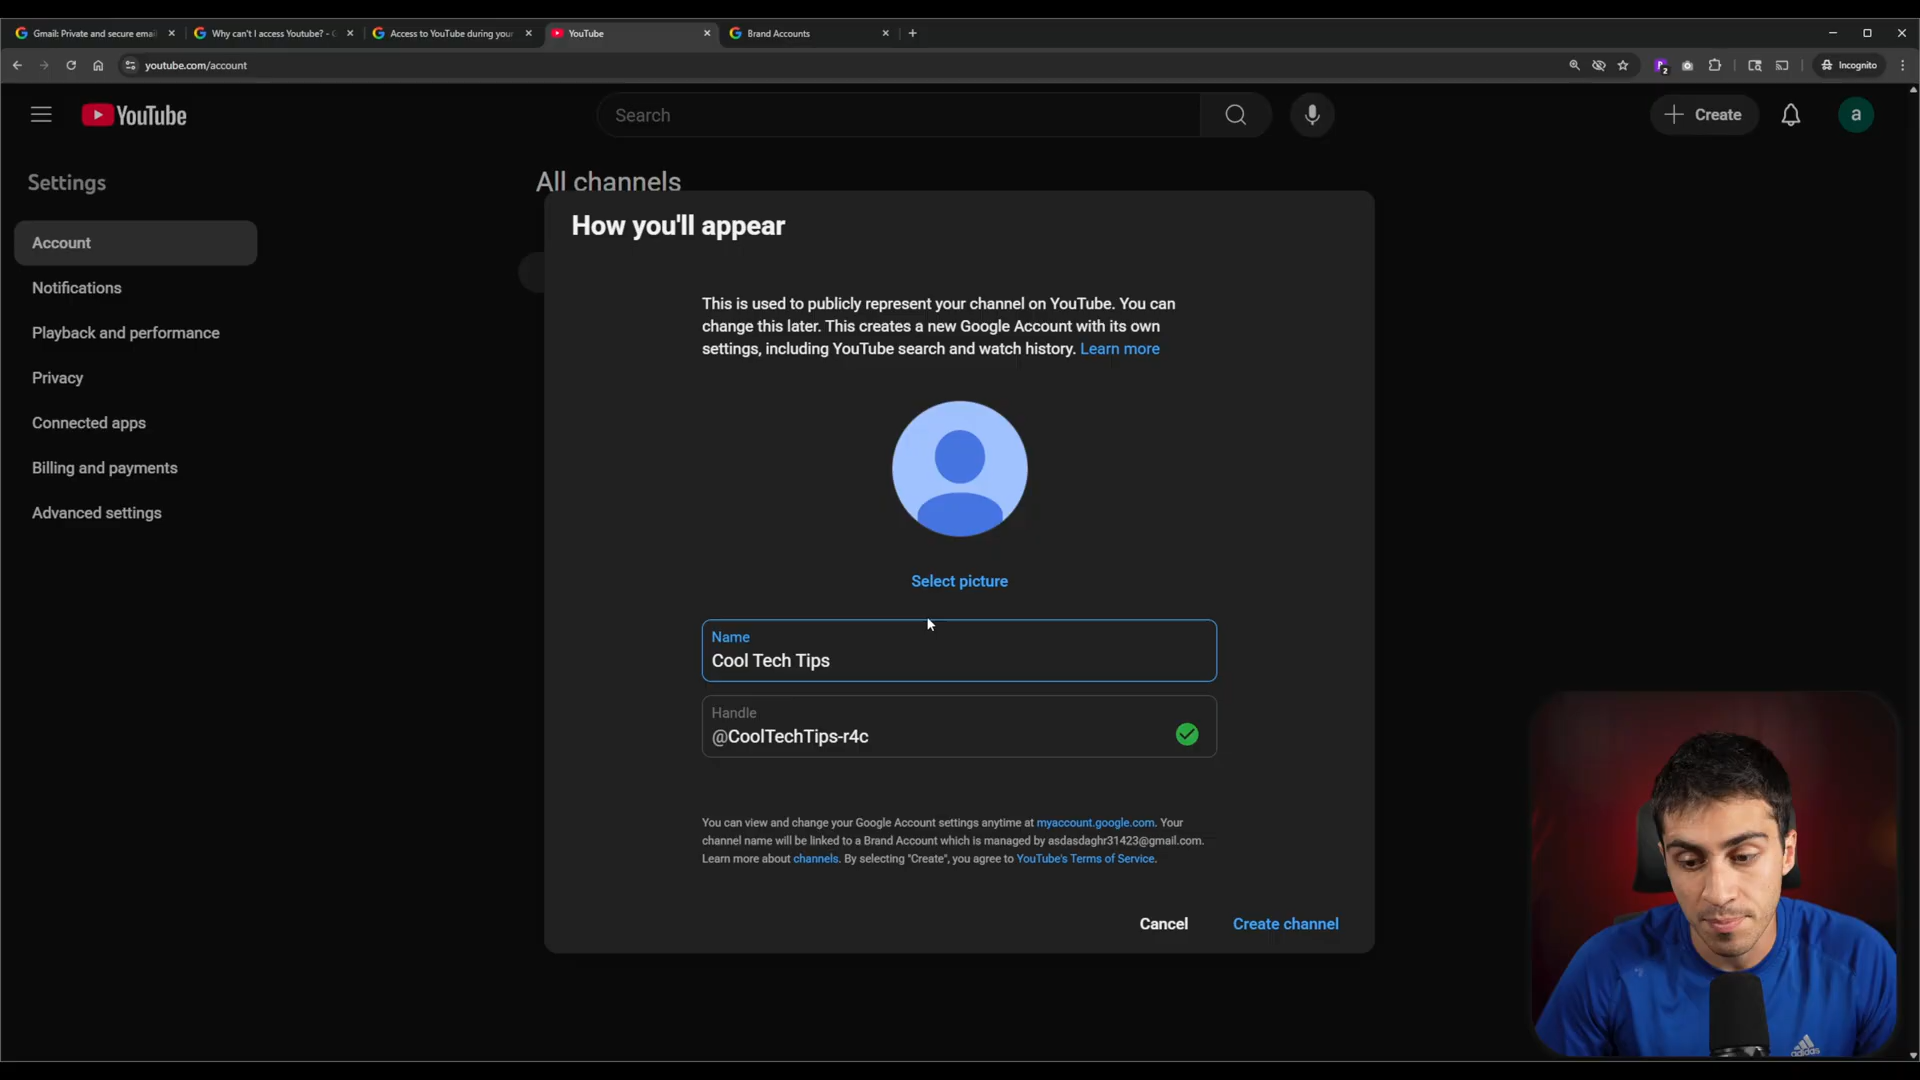 Gmail: Private and secure emai
Why can't I access Youtube? - G
Access to YouTube during your
YouTube
Brand Accounts
youtube.com/account
2
Incognito
YouTube
Search
Create
a
Settings
All channels
Account
Notifications
Playback and performance
Privacy
Connected apps
Billing and payments
Advanced settings
How you'll appear
This is used to publicly represent your channel on YouTube. You can
change this later. This creates a new Google Account with its own
settings, including YouTube search and watch history. Learn more
Select picture
Name
Cool Tech Tips
Handle
@CoolTechTips-r4c
You can view and change your Google Account settings anytime at myaccount.google.com. Your
channel name will be linked to a Brand Account which is managed by asdasdaghr31423@gmail.com.
Learn more about channels. By selecting "Create", you agree to YouTube's Terms of Service.
Cancel
Create channel
adidas